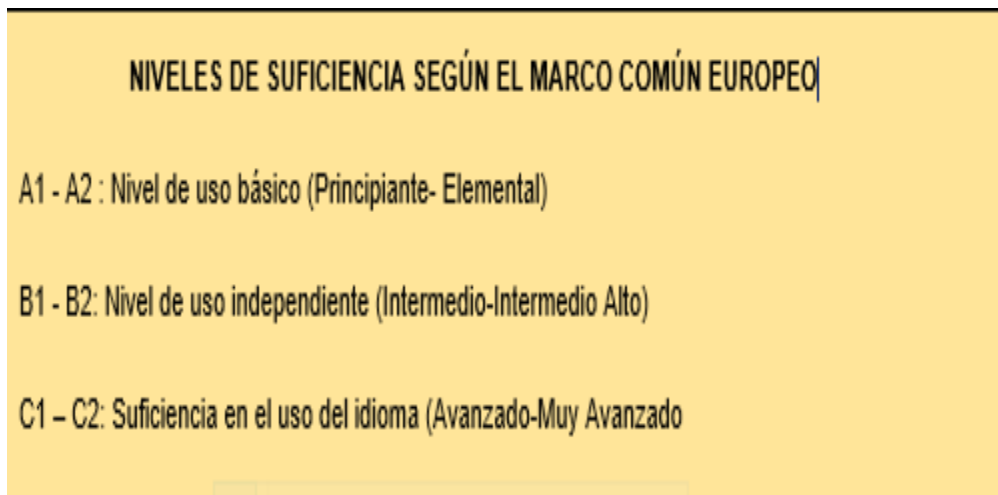 NIVELES DE SUFICIENCIA SEGÚN EL MARCO COMÚN EUROPEO
A1 - A2 : Nivel de uso básico (Principiante- Elemental)
B1 - B2: Nivel de uso independiente (Intermedio-Intermedio Alto)
C1 – C2: Suficiencia en el uso del idioma (Avanzado-Muy Avanzado